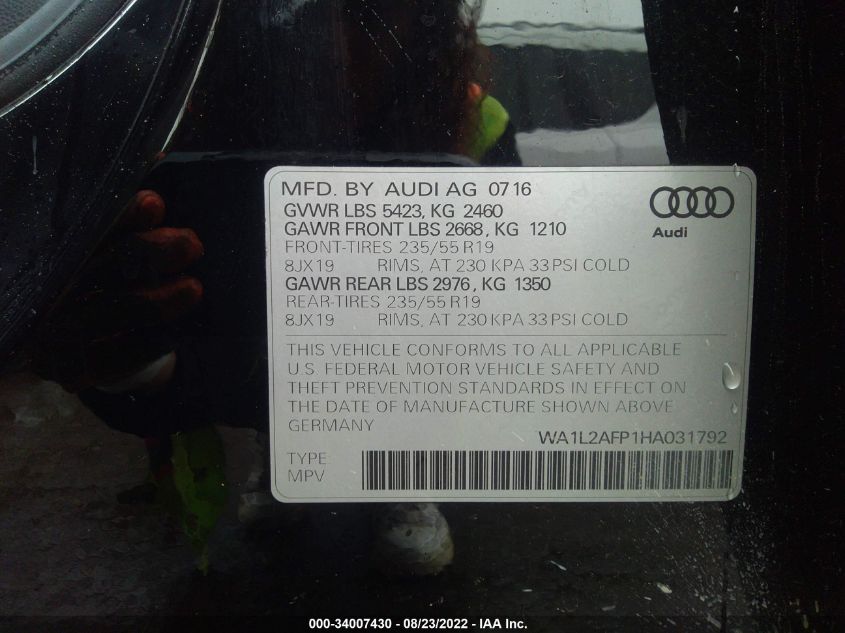 MFD. BY AUDI AG 07 16
GVWR LBS 5423, KG 2460
GAWR FRONT LBS 2668, KG 1210
FRONT-TIRES 235/55 R19
8JX19 RIMS, AT 230 KPA 33 PSI COLD
GAWR REAR LBS 2976, KG 1350
REAR-TIRES 235/55 R19
8JX19 RIMS, AT 230 KPA 33 PSI COLD
Audi
THIS VEHICLE CONFORMS TO ALL APPLICABLE
U.S. FEDERAL MOTOR VEHICLE SAFETY AND
THEFT PREVENTION STANDARDS IN EFFECT ON
THE DATE OF MANUFACTURE SHOWN ABOVE
GERMANY
WA1L2AFP1HA031792
TYPE:
MPV
000-34007430 - 08/23/2022 - IAA Inc.